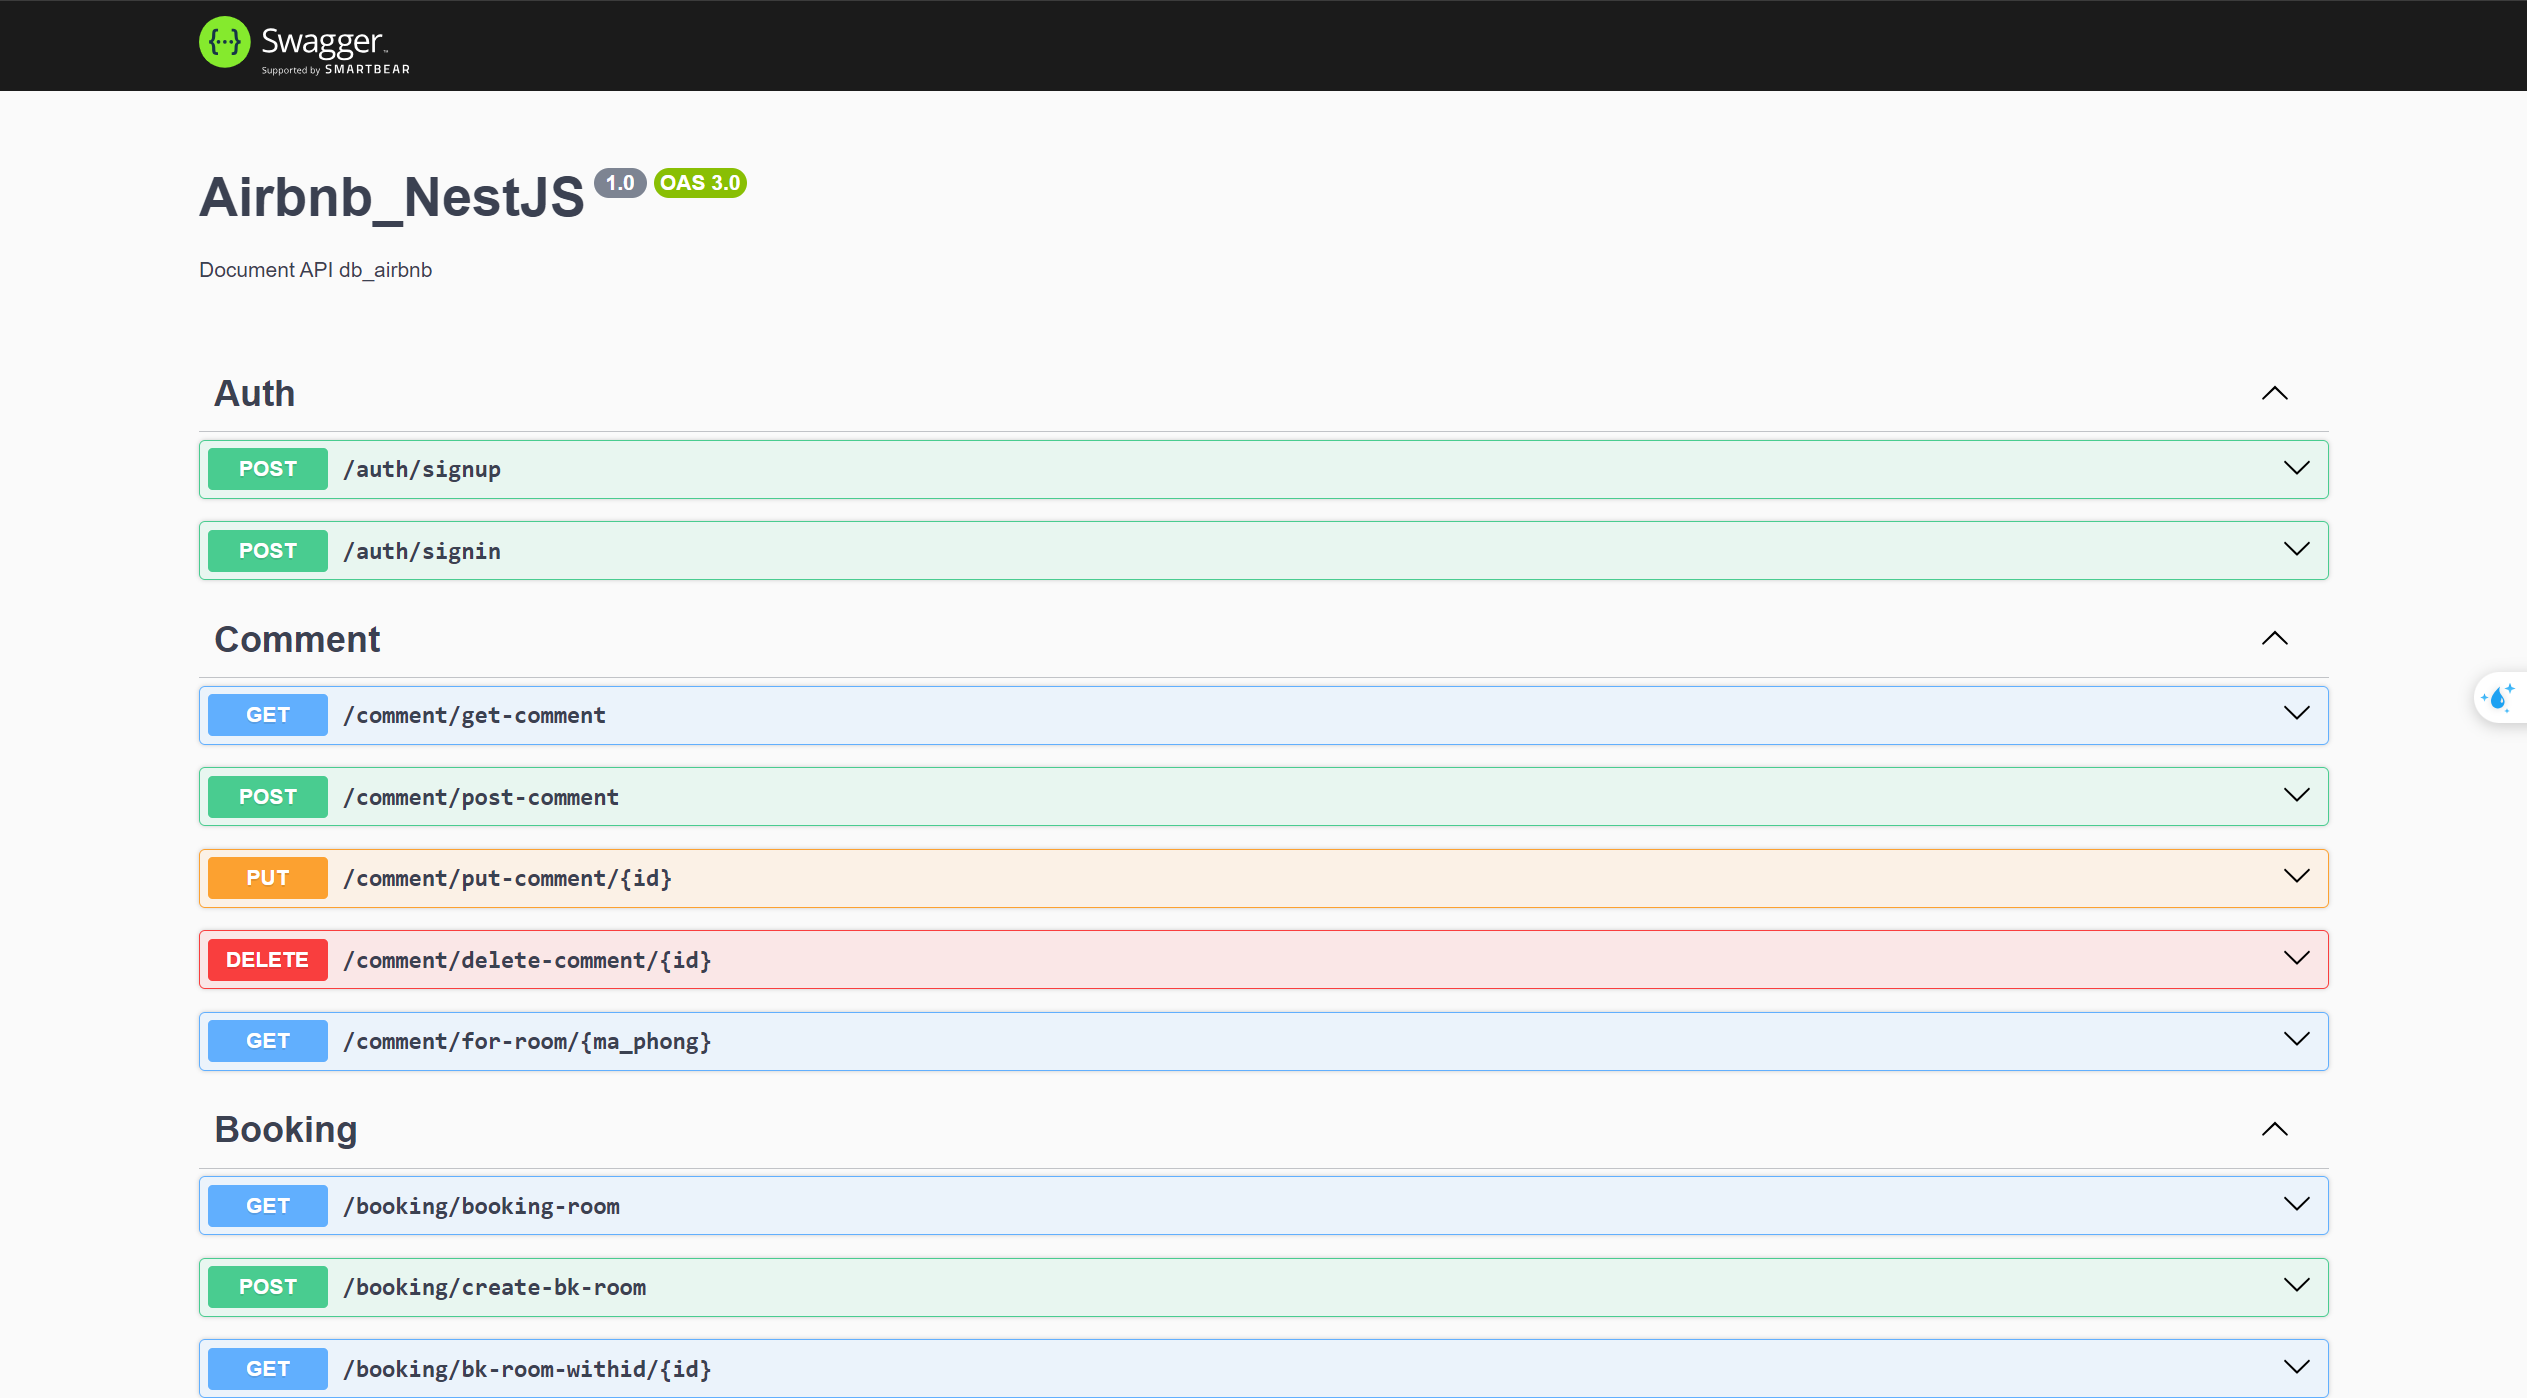 Swagger™
Supported by SMARTBEAR
Airbnb_NestJS 1.0 OAS 3.0
Document API db_airbnb
Auth
POST /auth/signup
POST /auth/signin
Comment
GET /comment/get-comment
POST /comment/post-comment
PUT /comment/put-comment/{id}
DELETE /comment/delete-comment/{id}
GET /comment/for-room/{ma_phong}
Booking
GET /booking/booking-room
POST /booking/create-bk-room
GET /booking/bk-room-withid/{id}